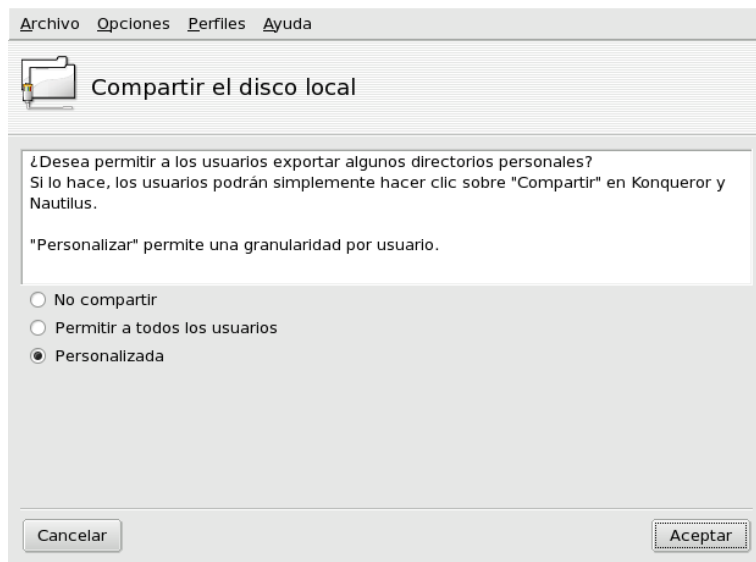 Archivo Opciones Perfiles Ayuda
Compartir el disco local
¿Desea permitir a los usuarios exportar algunos directorios personales?
Si lo hace, los usuarios podrán simplemente hacer clic sobre "Compartir" en Konqueror y
Nautilus.
"Personalizar" permite una granularidad por usuario.
No compartir
Permitir a todos los usuarios
Personalizada
Cancelar Aceptar